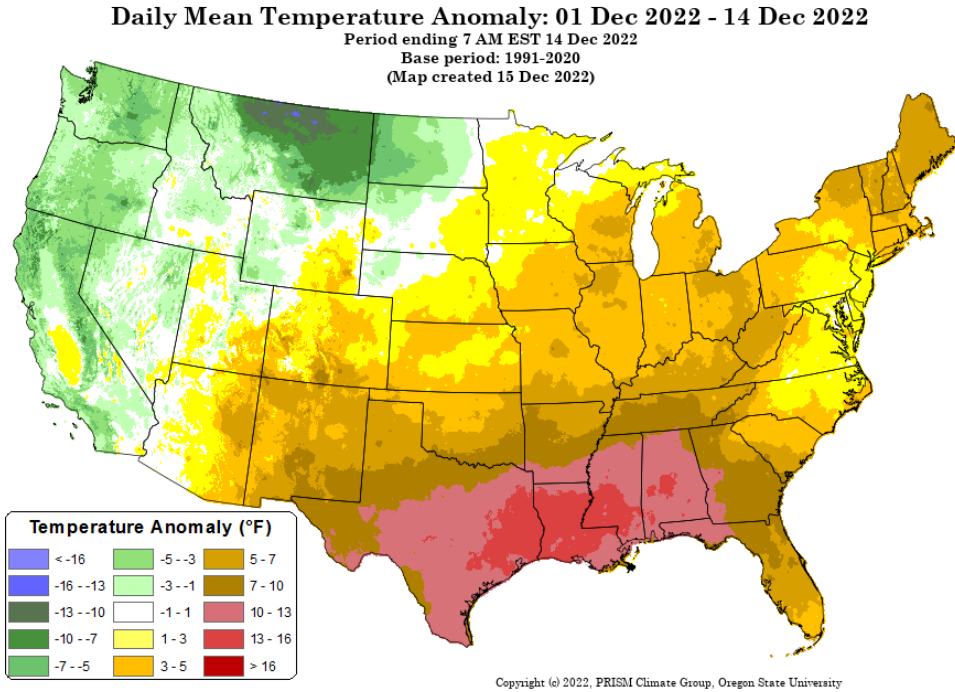 Daily Mean Temperature Anomaly: 01 Dec 2022 - 14 Dec 2022
Period ending 7 AM EST 14 Dec 2022
Base period: 1991-2020
(Map created 15 Dec 2022)
Temperature Anomaly (°F)
< -16
-16 - -13
-13 - -10
-10 - -7
-7 - -5
-5 - -3
-3 - -1
-1 - 1
1 - 3
3 - 5
5 - 7
7 - 10
10 - 13
13 - 16
> 16
Copyright (c) 2022, PRISM Climate Group, Oregon State University